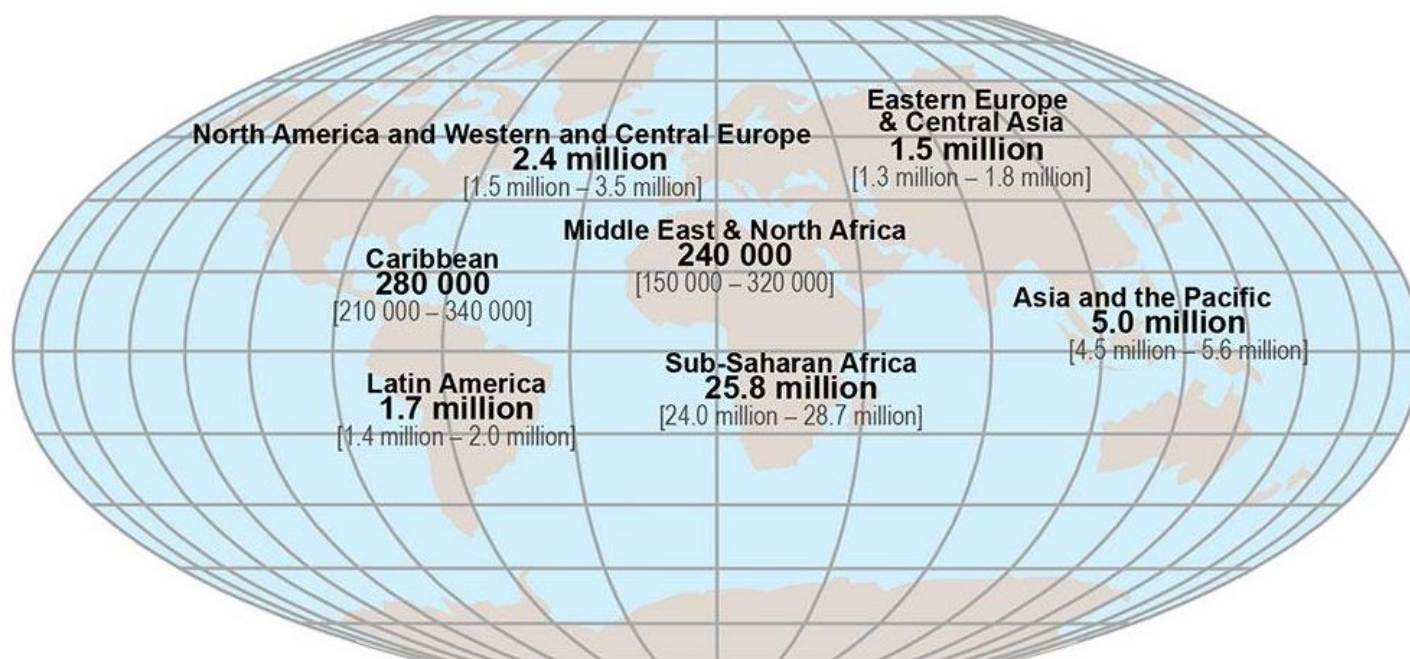 North America and Western and Central Europe
2.4 million
[1.5 million – 3.5 million]
Eastern Europe
& Central Asia
1.5 million
[1.3 million – 1.8 million]
Middle East & North Africa
240 000
[150 000 – 320 000]
Caribbean
280 000
[210 000 – 340 000]
Asia and the Pacific
5.0 million
[4.5 million – 5.6 million]
Sub-Saharan Africa
25.8 million
[24.0 million – 28.7 million]
Latin America
1.7 million
[1.4 million – 2.0 million]